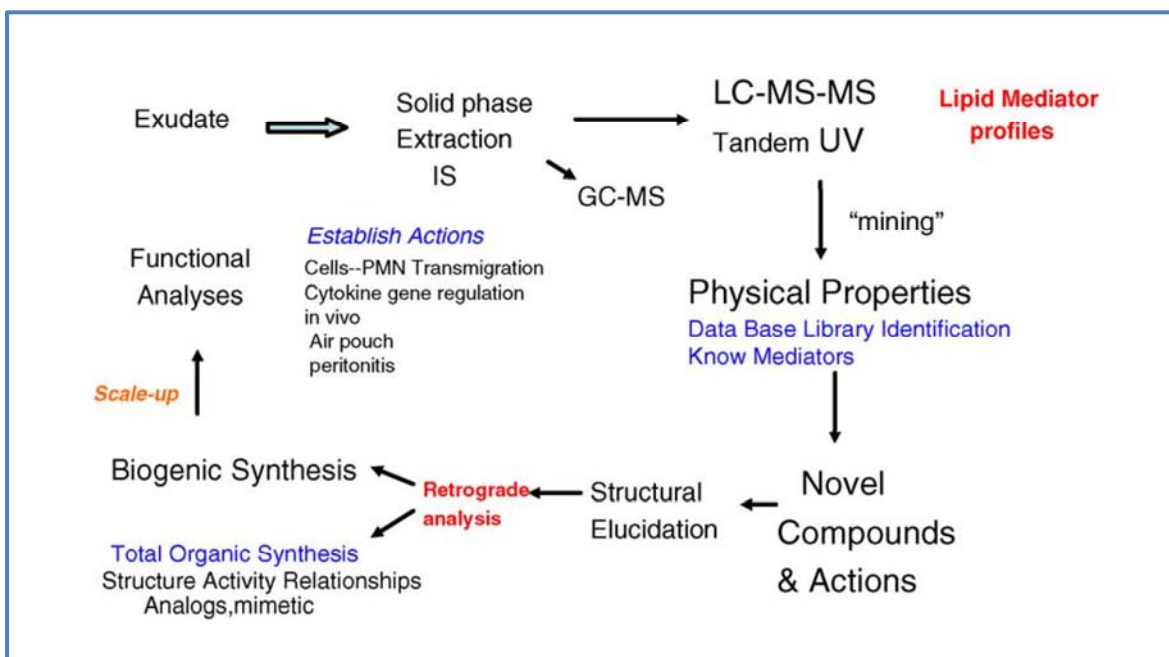 Exudate
Solid phase
Extraction
IS
LC-MS-MS
Tandem UV
Lipid Mediator
profiles
GC-MS
“mining”
Establish Actions
Cells--PMN Transmigration
Cytokine gene regulation
in vivo
Air pouch
peritonitis
Functional
Analyses
Physical Properties
Data Base Library Identification
Know Mediators
Scale-up
Biogenic Synthesis
Retrograde
analysis
Structural
Elucidation
Novel
Compounds
& Actions
Total Organic Synthesis
Structure Activity Relationships
Analogs,mimetic